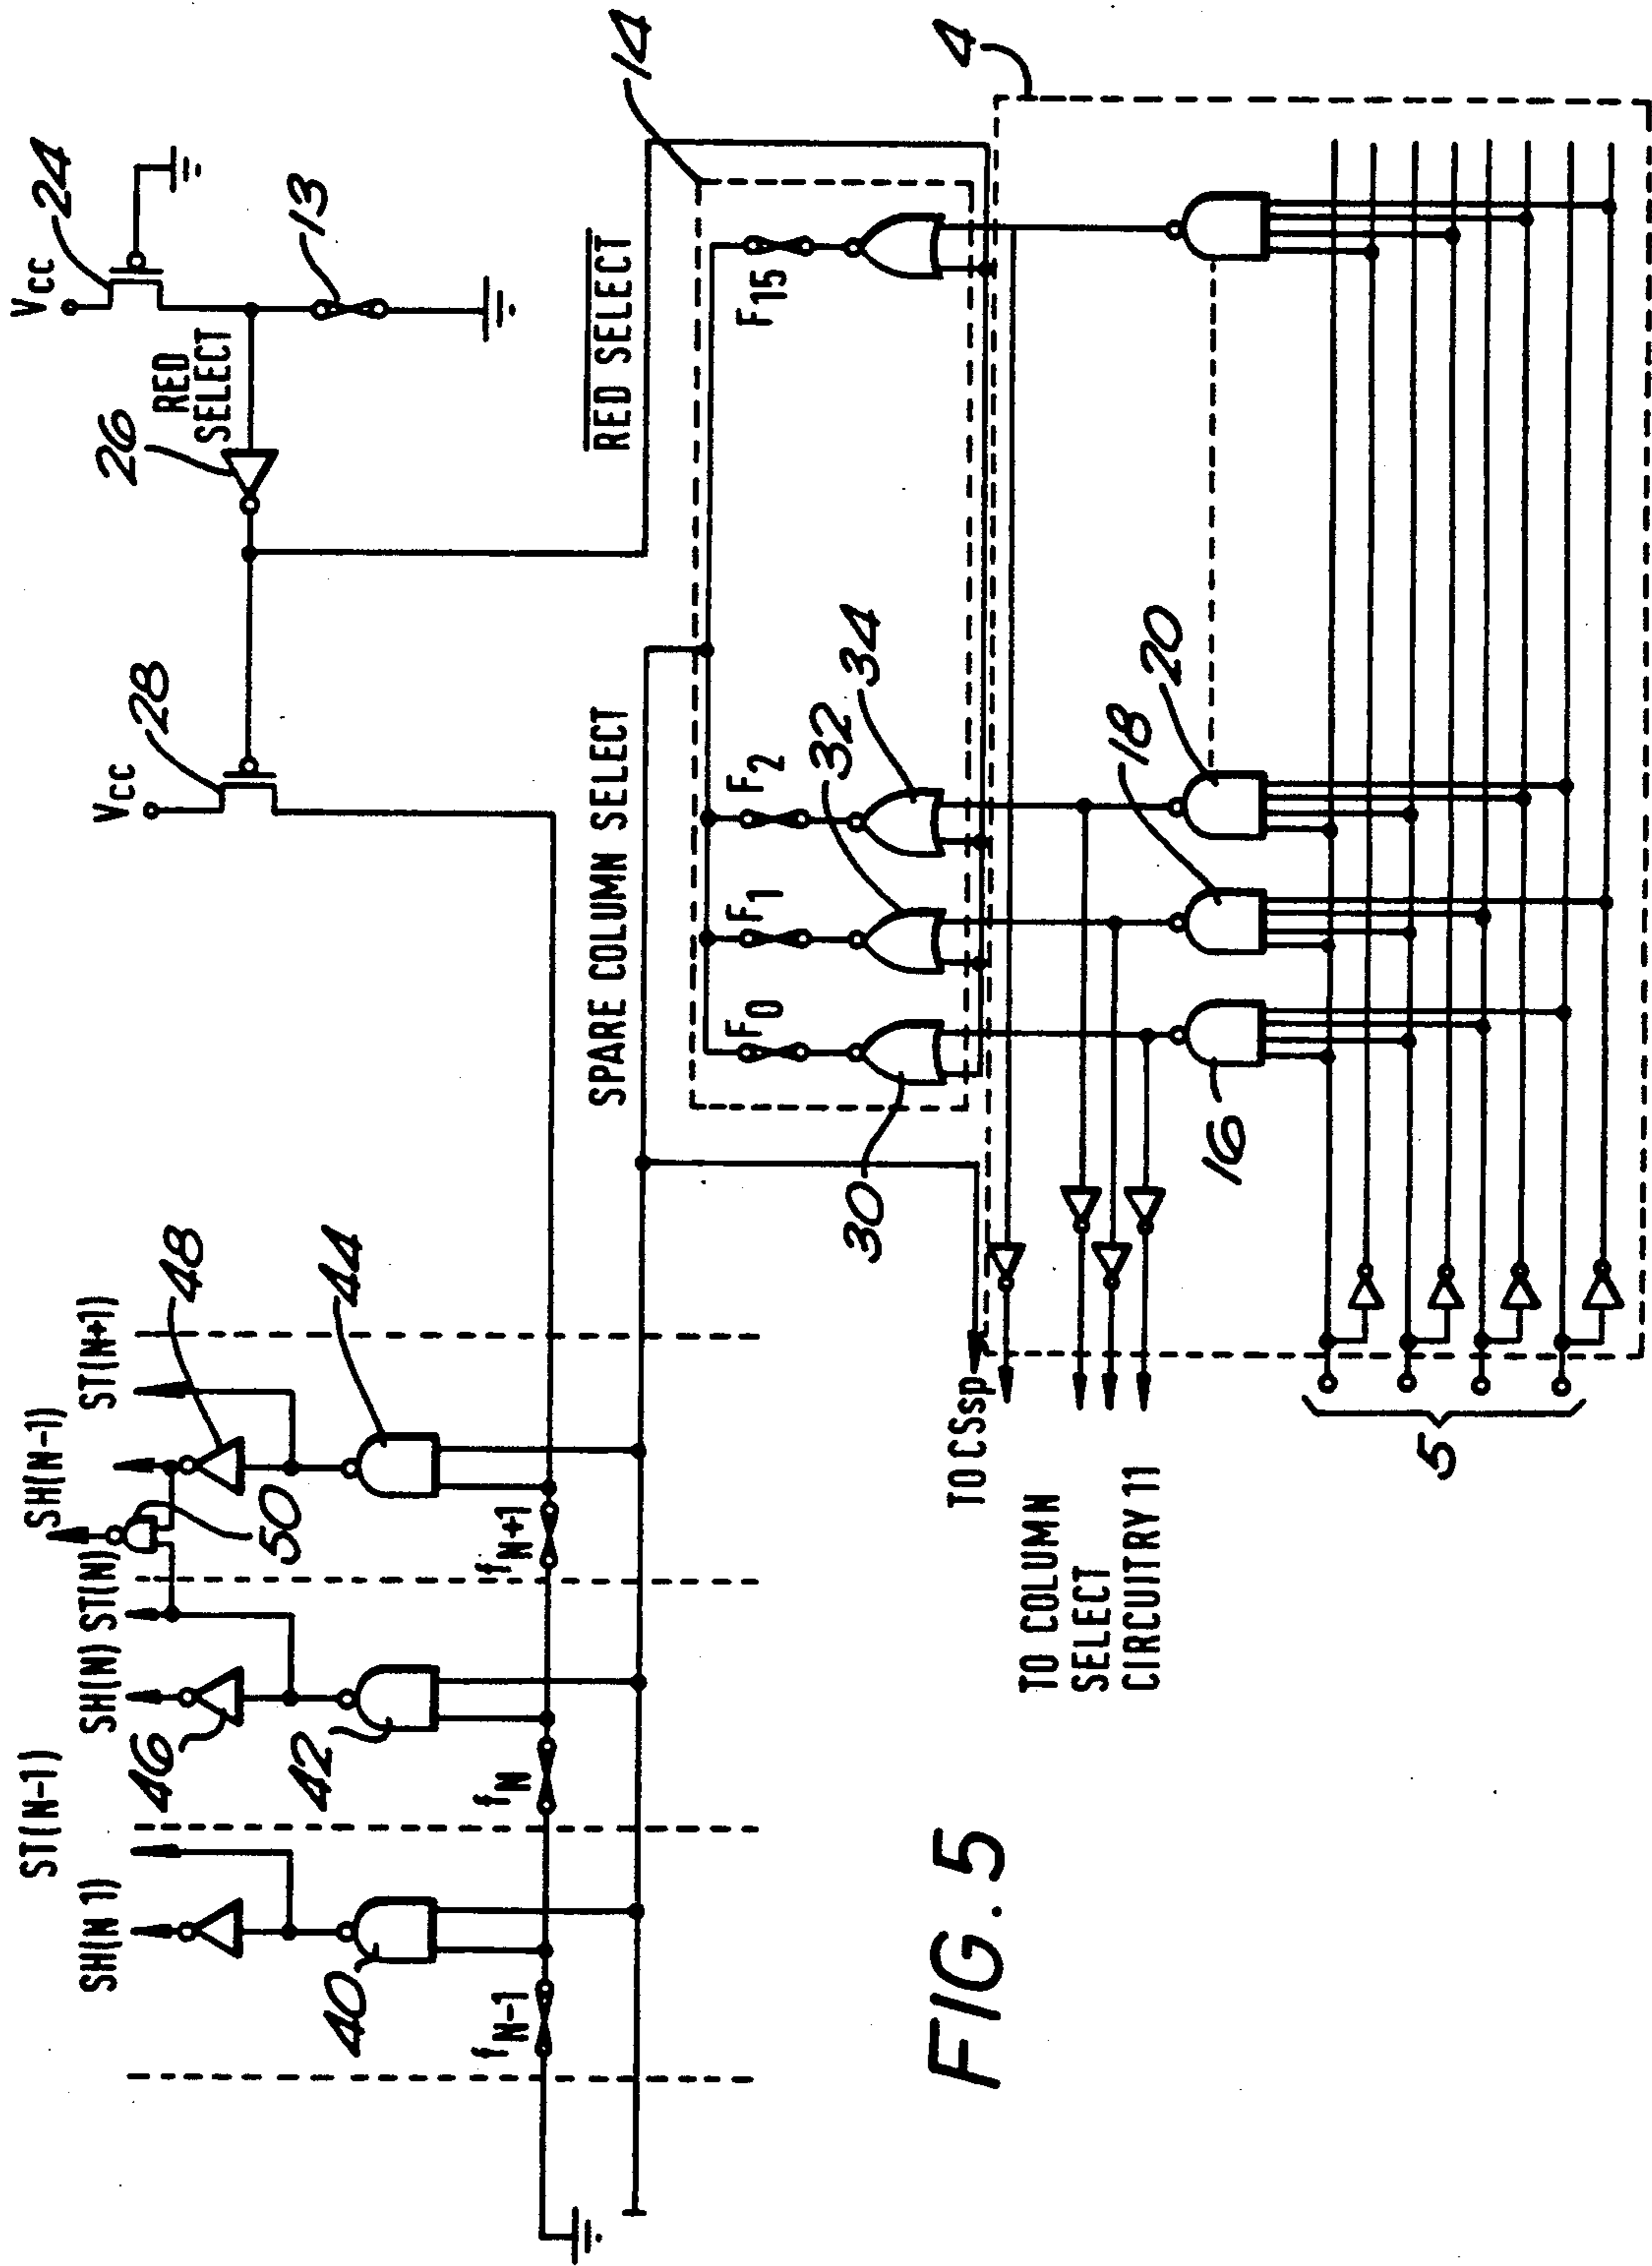 ST(N-1)
SH(N 1)
SH(N)
ST(N)
SH(N-1)
ST(N+1)
46
50
48
40
42
44
fN-1
fN
fN+1
VCC
28
VCC
24
26
RED
SELECT
13
SPARE COLUMN SELECT
RED SELECT
14
F0
F1
F2
F15
30
32
34
4
TO CSsp
TO COLUMN
SELECT
CIRCUITRY 11
16
18
20
5
FIG. 5